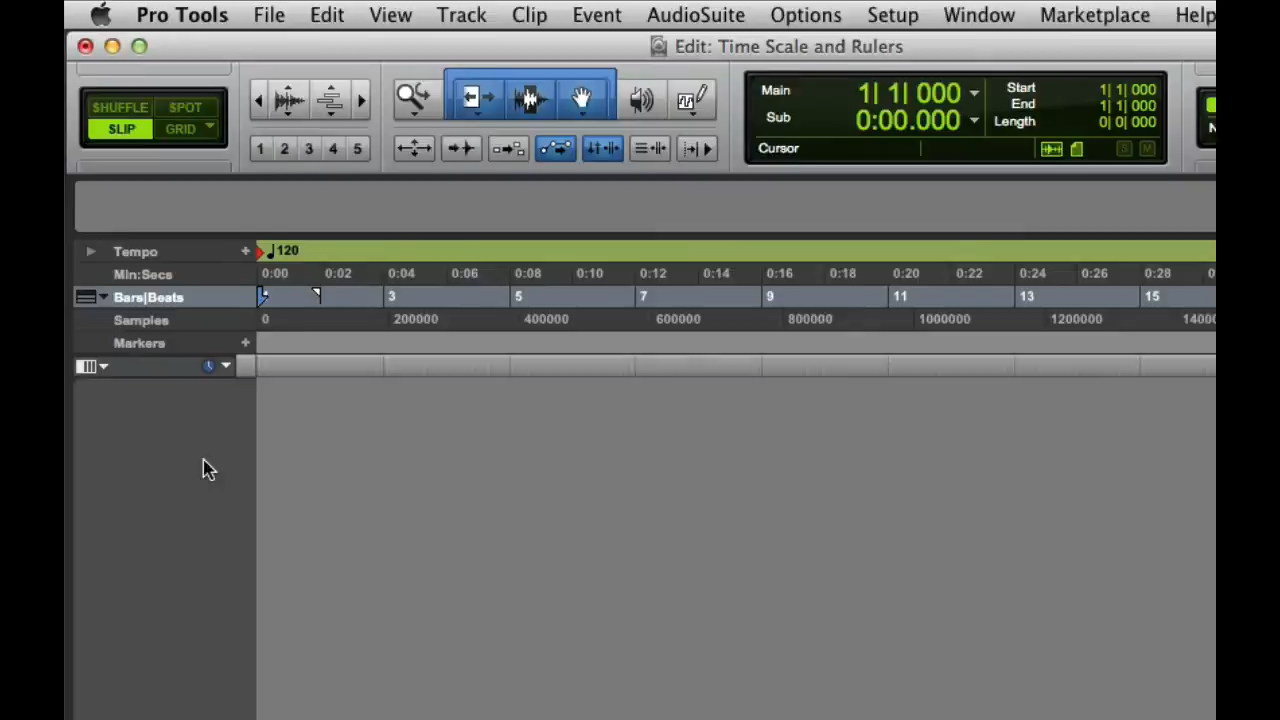 Pro Tools File Edit View Track Clip Event AudioSuite Options Setup Window Marketplace Help
Edit: Time Scale and Rulers
SHUFFLE SPOT
SLIP GRID
1 2 3 4 5
Main 1| 1| 000
Sub 0:00.000
Cursor
Start 1| 1| 000
End 1| 1| 000
Length 0| 0| 000
S M
N
Tempo + 120
Min:Secs 0:00 0:02 0:04 0:06 0:08 0:10 0:12 0:14 0:16 0:18 0:20 0:22 0:24 0:26 0:28 0
Bars|Beats 3 5 7 9 11 13 15
Samples 0 200000 400000 600000 800000 1000000 1200000 14000
Markers +